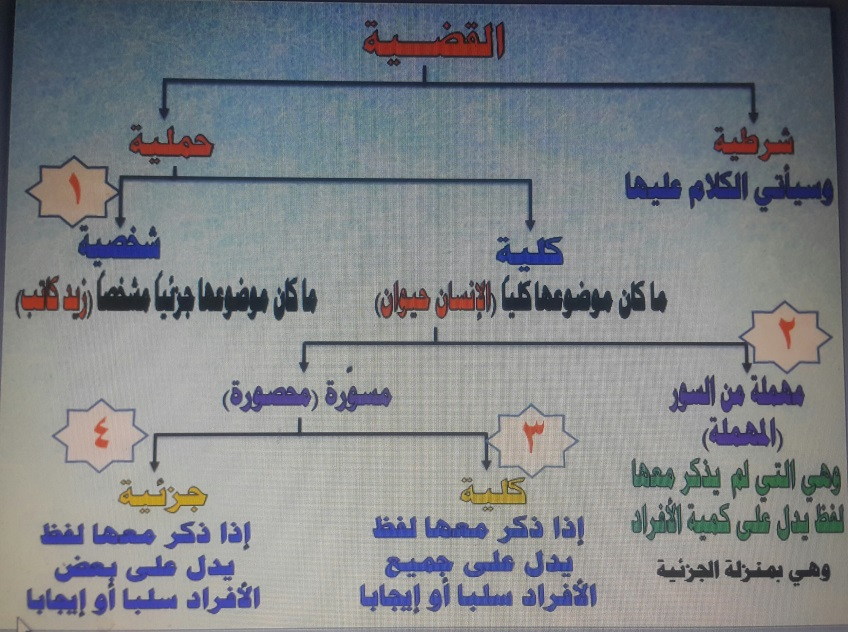 القضية
شرطية
وسيأتي الكلام عليها
حملية
١
شخصية
ما كان موضوعها جزئياً مشخصاً (زيد كاتب)
كلية
ما كان موضوعها كلياً (الإنسان حيوان)
٢
مهملة من السور
(المهملة)
وهي التي لم يذكر معها
لفظ يدل على كمية الأفراد
وهي بمنزلة الجزئية
مسوَّرة (محصورة)
٣
كلية
إذا ذكر معها لفظ
يدل على جميع
الأفراد سلبا أو إيجابا
٤
جزئية
إذا ذكر معها لفظ
يدل على بعض
الأفراد سلبا أو إيجابا